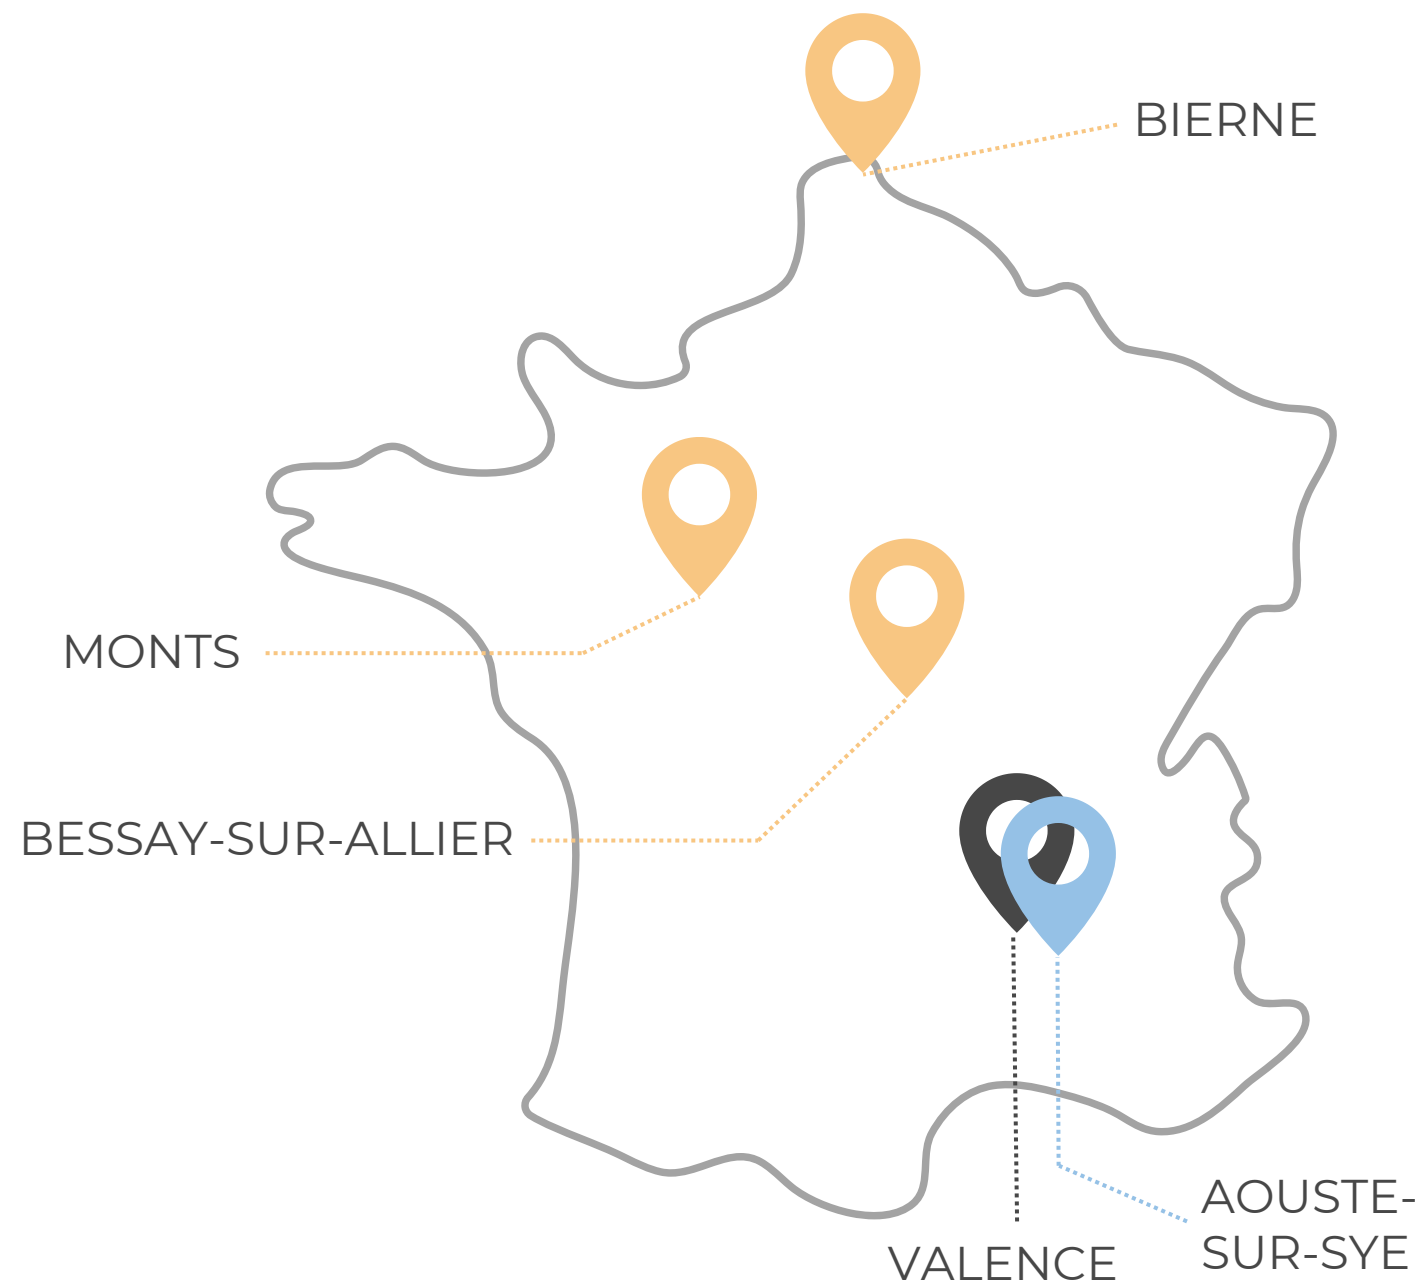 BIERNE
MONTS
BESSAY-SUR-ALLIER
AOUSTE-
SUR-SYE
VALENCE